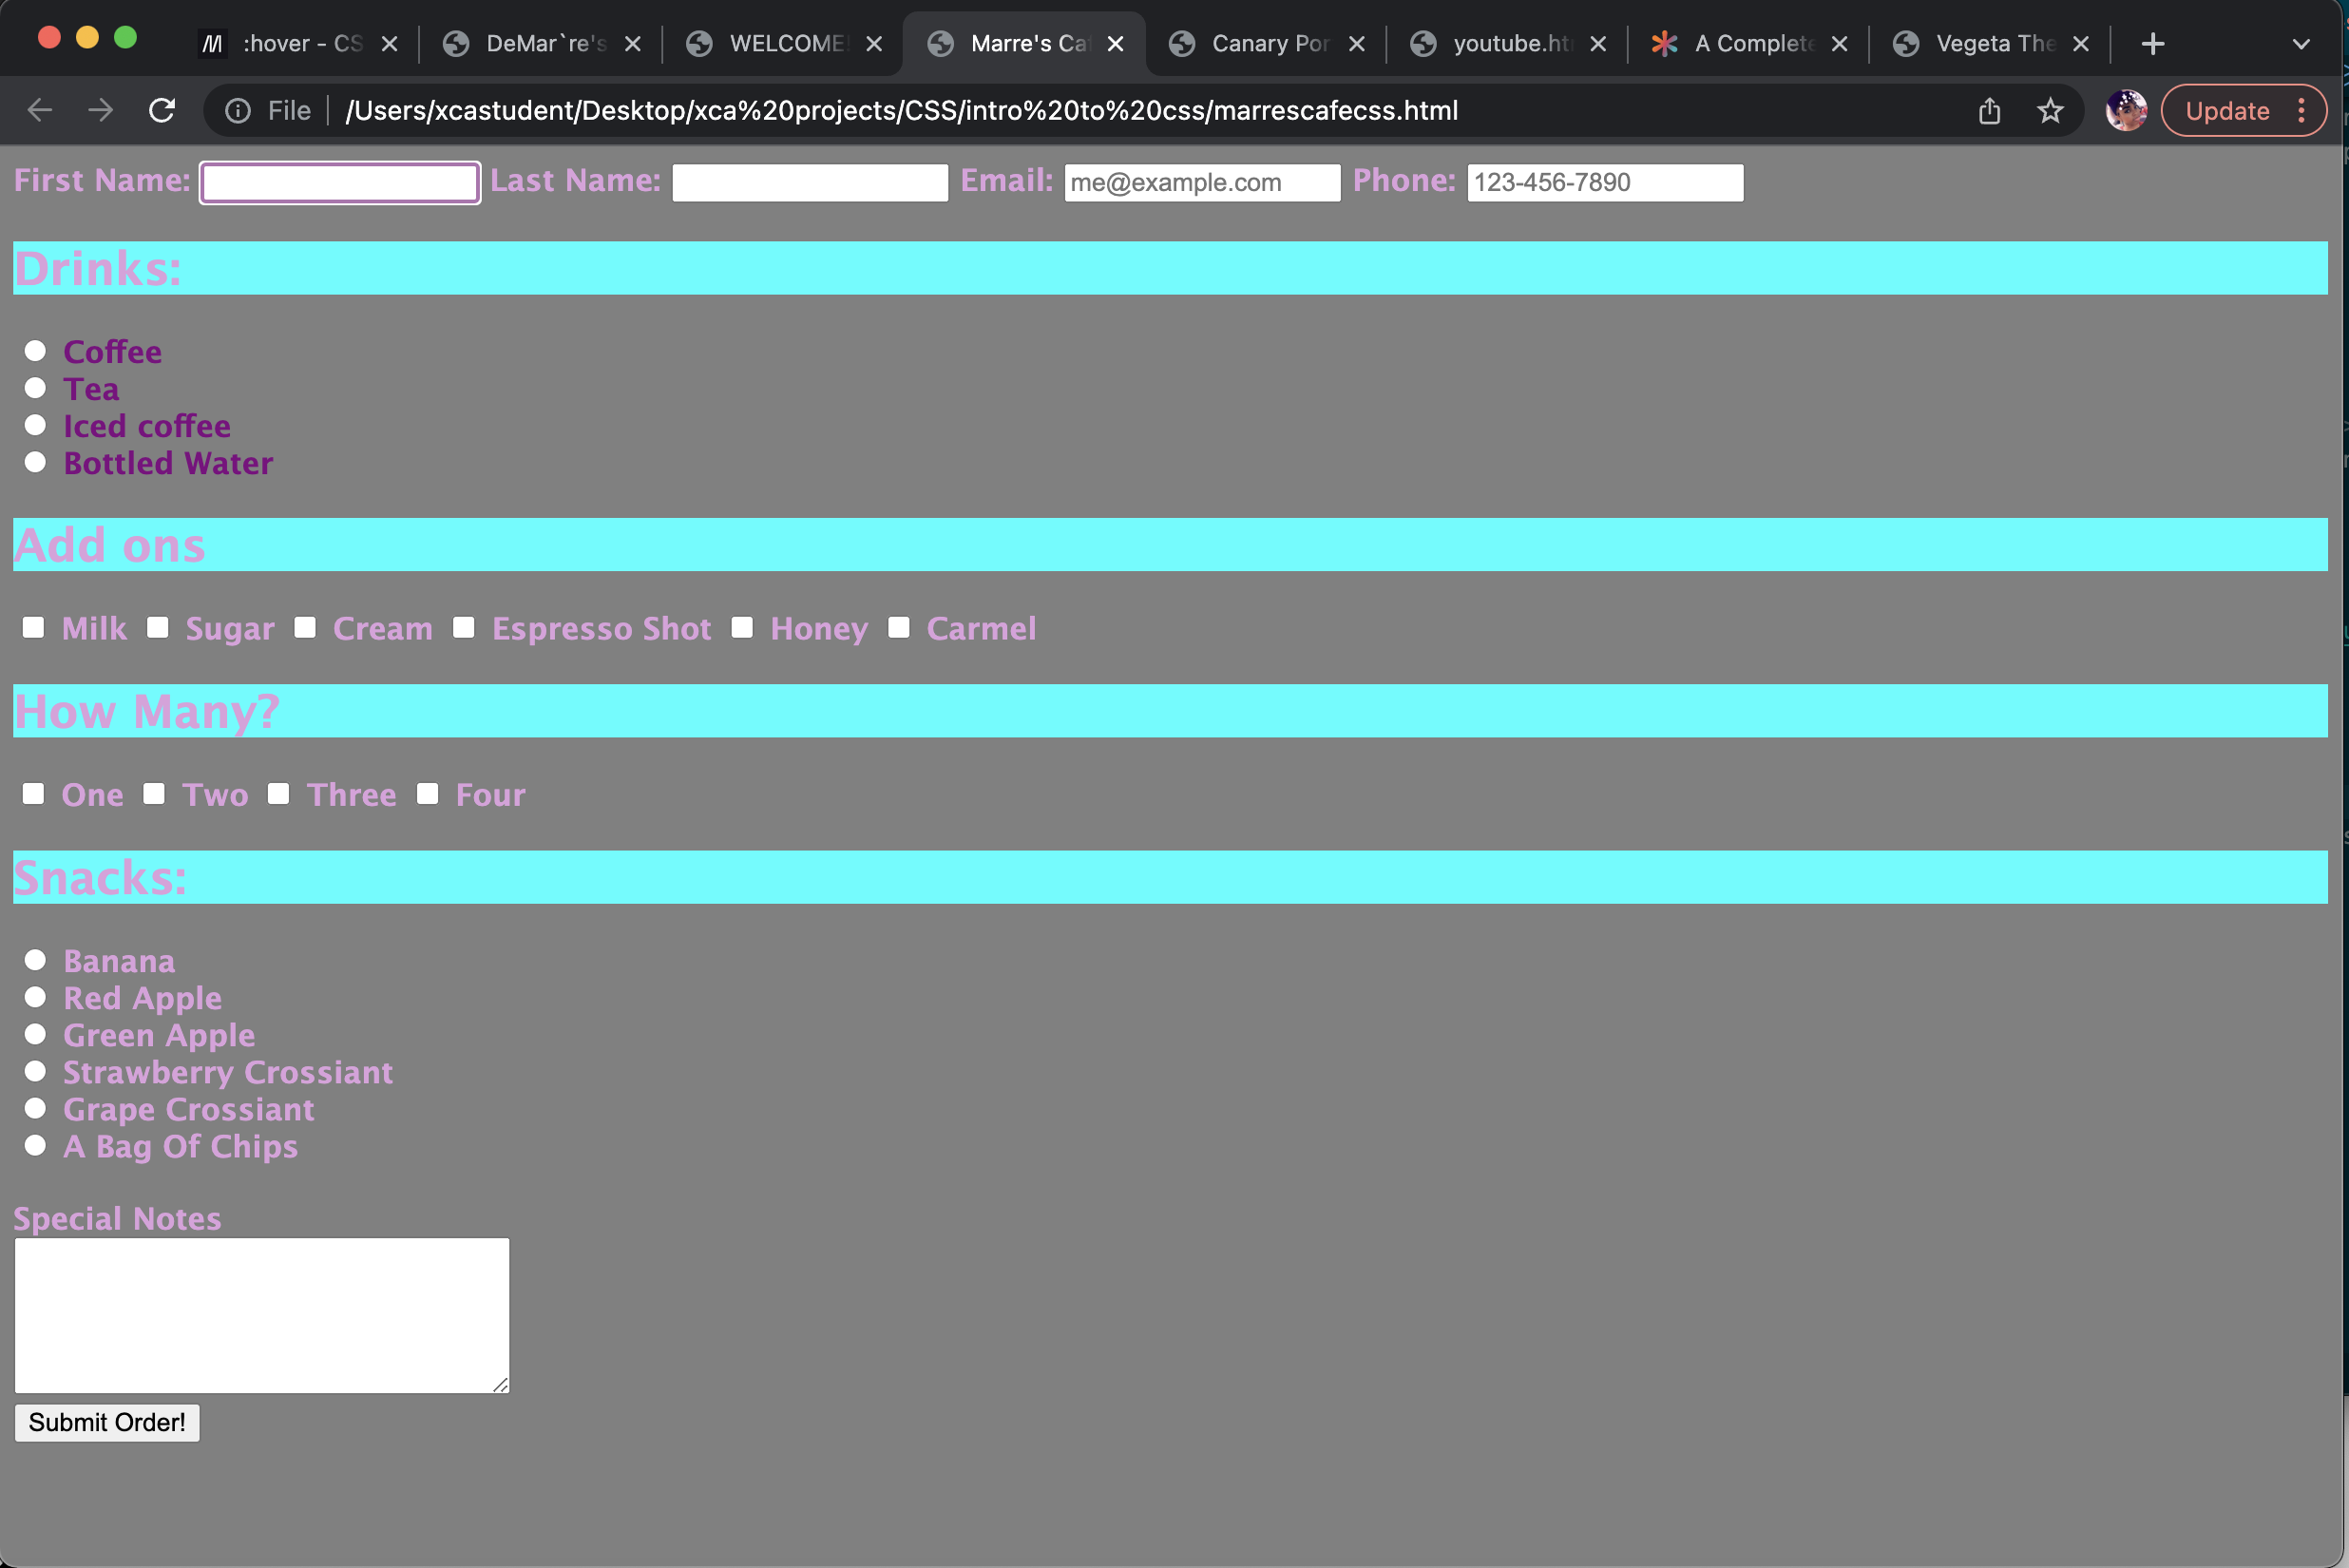 :hover - CS DeMar`re's WELCOME! Marre's Caf Canary Por youtube.ht A Complete Vegeta The
File /Users/xcastudent/Desktop/xca%20projects/CSS/intro%20to%20css/marrescafecss.html Update
First Name: Last Name: Email: me@example.com Phone: 123-456-7890
Drinks:
Coffee
Tea
Iced coffee
Bottled Water
Add ons
Milk Sugar Cream Espresso Shot Honey Carmel
How Many?
One Two Three Four
Snacks:
Banana
Red Apple
Green Apple
Strawberry Crossiant
Grape Crossiant
A Bag Of Chips
Special Notes
Submit Order!